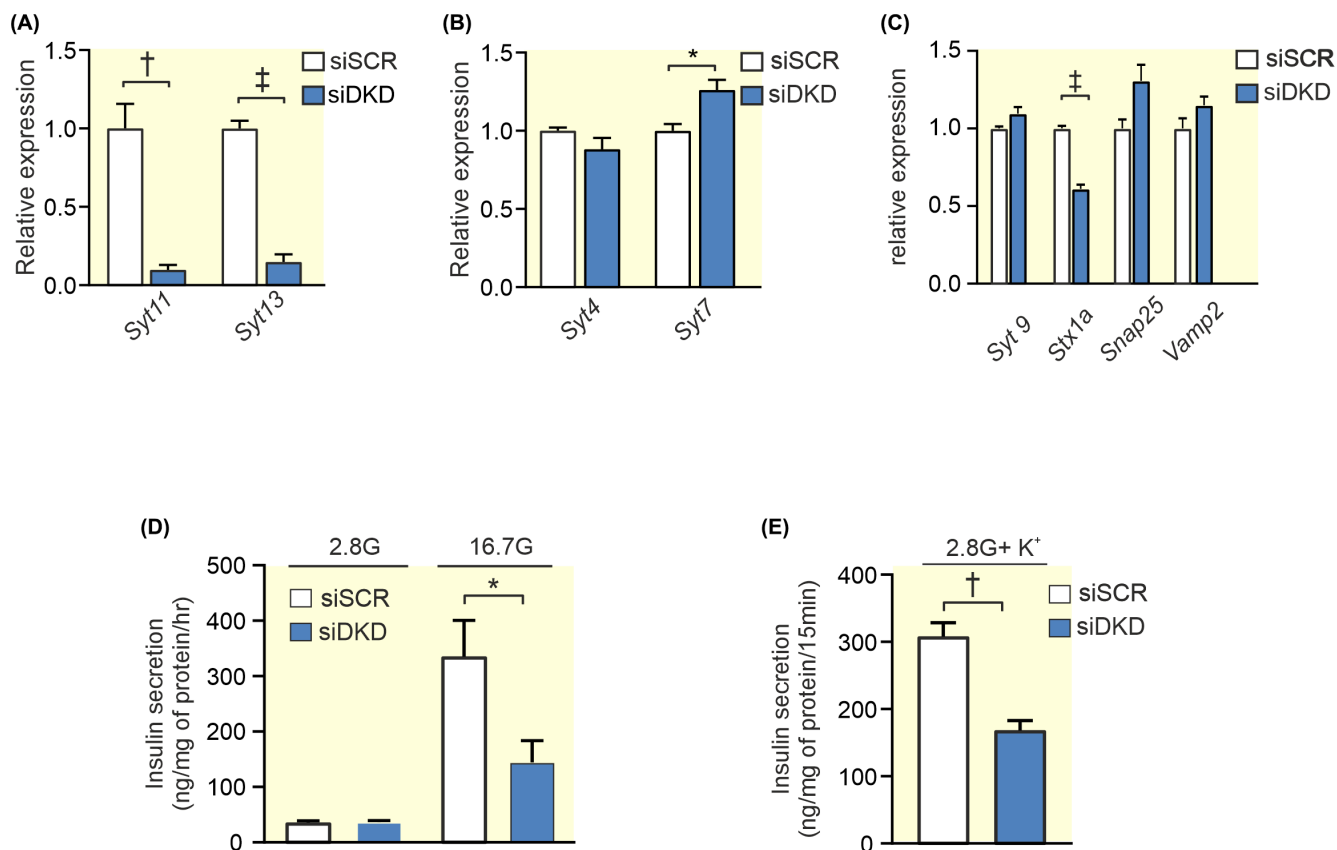 (A)
1.5
1.0
0.5
0.0
Relative expression
†
‡
siSCR
siDKD
Syt11
Syt13
(B)
1.5
1.0
0.5
0.0
Relative expression
*
siSCR
siDKD
Syt4
Syt7
(C)
1.5
1.0
0.5
0.0
relative expression
‡
siSCR
siDKD
Syt 9
Stx1a
Snap25
Vamp2
(D)
2.8G
16.7G
500
400
300
200
100
0
Insulin secretion
(ng/mg of protein/hr)
siSCR
siDKD
*
(E)
2.8G+ K⁺
400
300
200
100
0
Insulin secretion
(ng/mg of protein/15min)
†
siSCR
siDKD